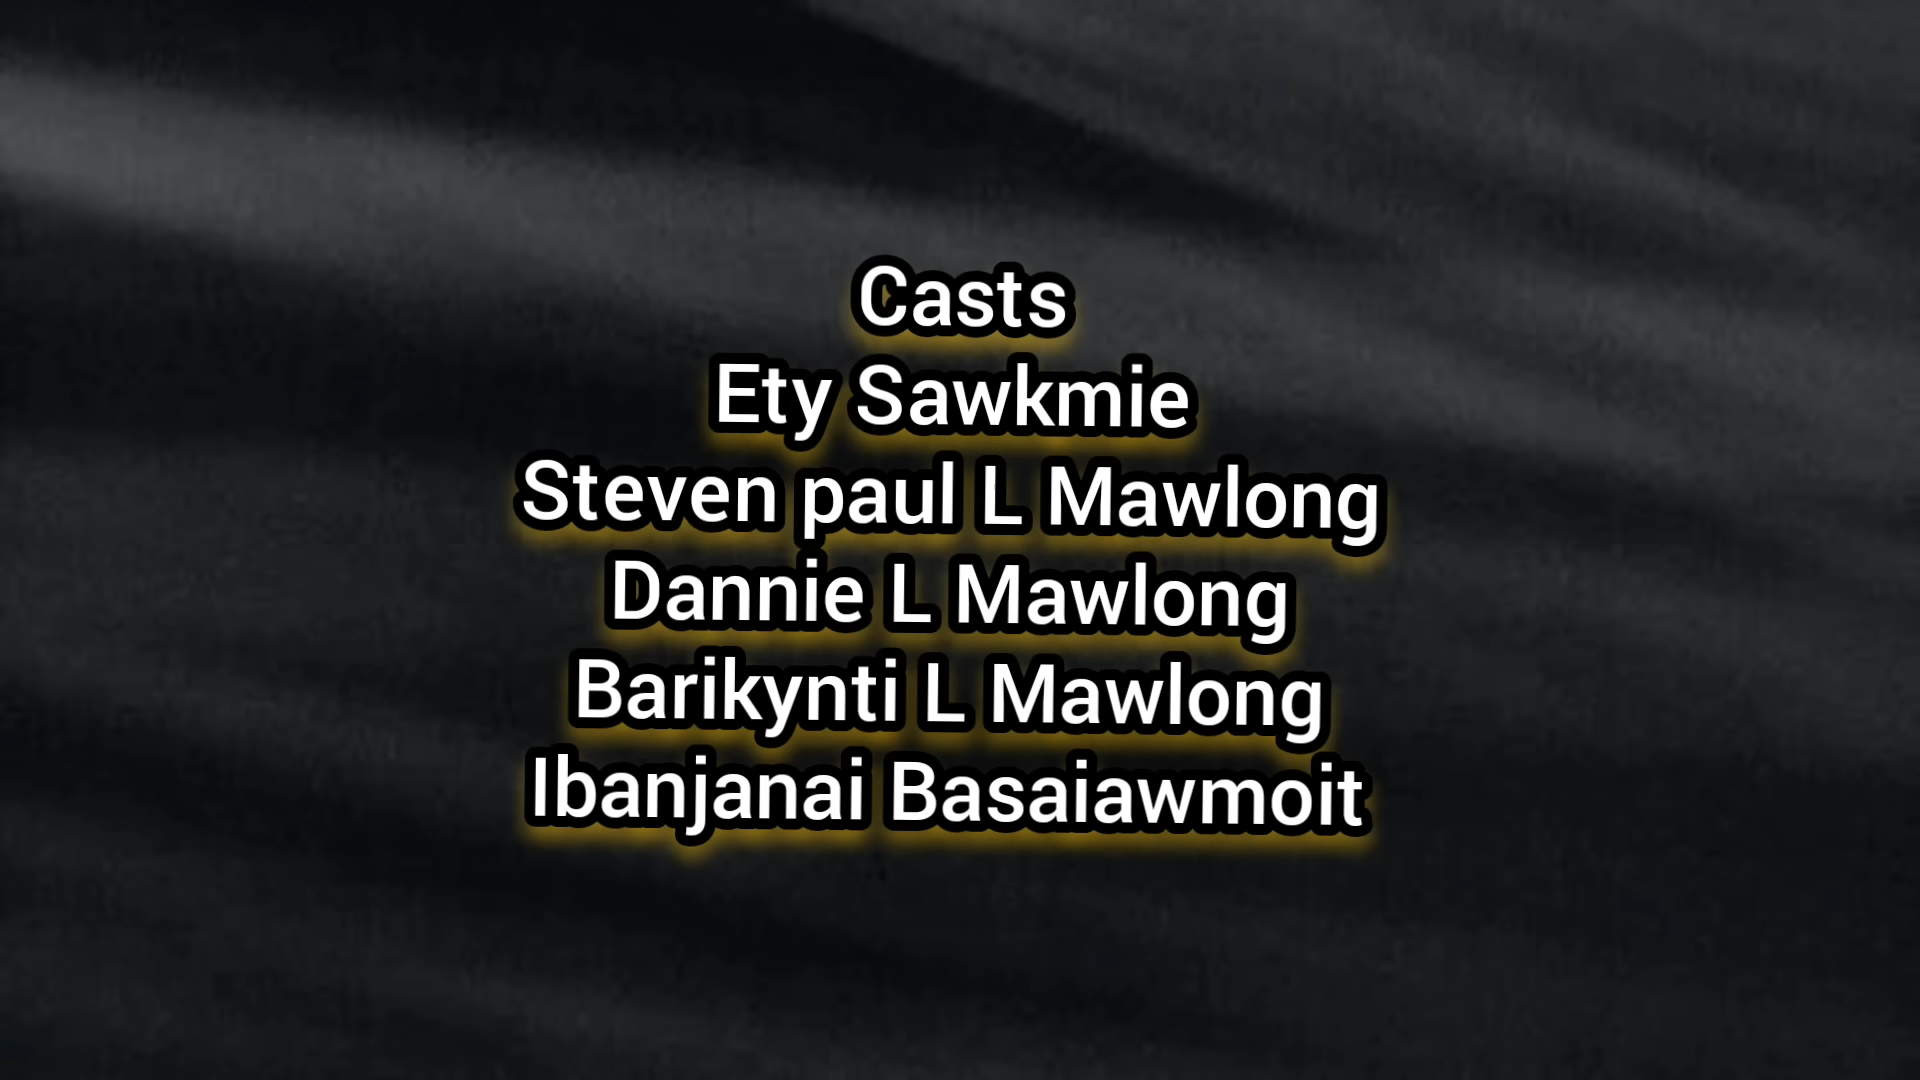 Casts
Ety Sawkmie
Steven paul L Mawlong
Dannie L Mawlong
Barikynti L Mawlong
Ibanjanai Basaiawmoit